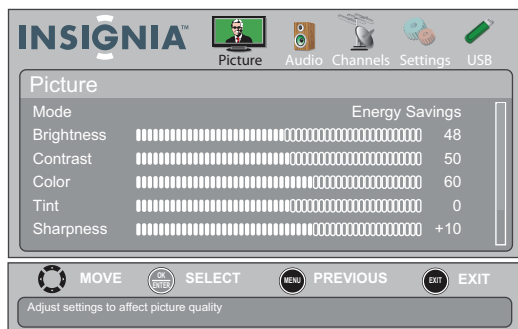 INSIGNIA™
Picture Audio Channels Settings USB
Picture
Mode Energy Savings
Brightness 48
Contrast 50
Color 60
Tint 0
Sharpness +10
MOVE OK ENTER SELECT MENU PREVIOUS EXIT EXIT
Adjust settings to affect picture quality